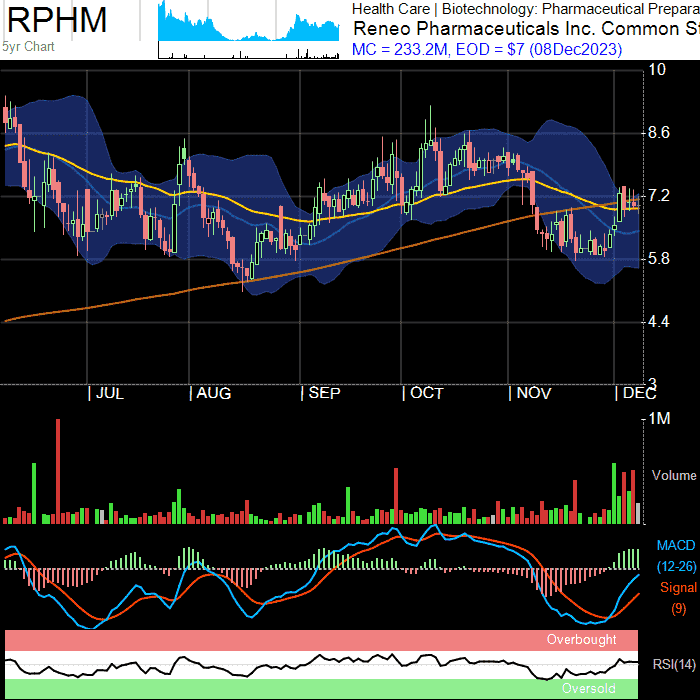 RPHM
5yr Chart
Health Care | Biotechnology: Pharmaceutical Prepara
Reneo Pharmaceuticals Inc. Common St
MC = 233.2M, EOD = $7 (08Dec2023)
10
8.6
7.2
5.8
4.4
3
| JUL | AUG | SEP | OCT | NOV | DEC
1M
Volume
MACD
(12-26)
Signal
(9)
Overbought
RSI(14)
Oversold